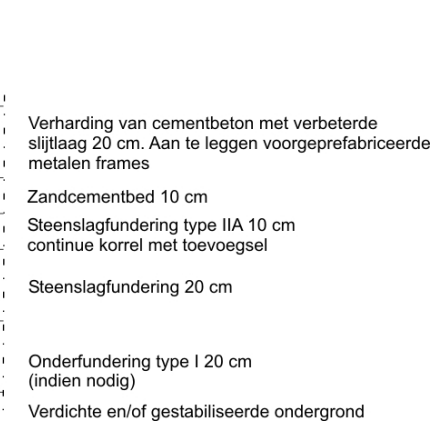 Verharding van cementbeton met verbeterde
slijtlaag 20 cm. Aan te leggen voorgeprefabriceerde
metalen frames
Zandcementbed 10 cm
Steenslagfundering type IIA 10 cm
continue korrel met toevoegsel
Steenslagfundering 20 cm
Onderfundering type I 20 cm
(indien nodig)
Verdichte en/of gestabiliseerde ondergrond